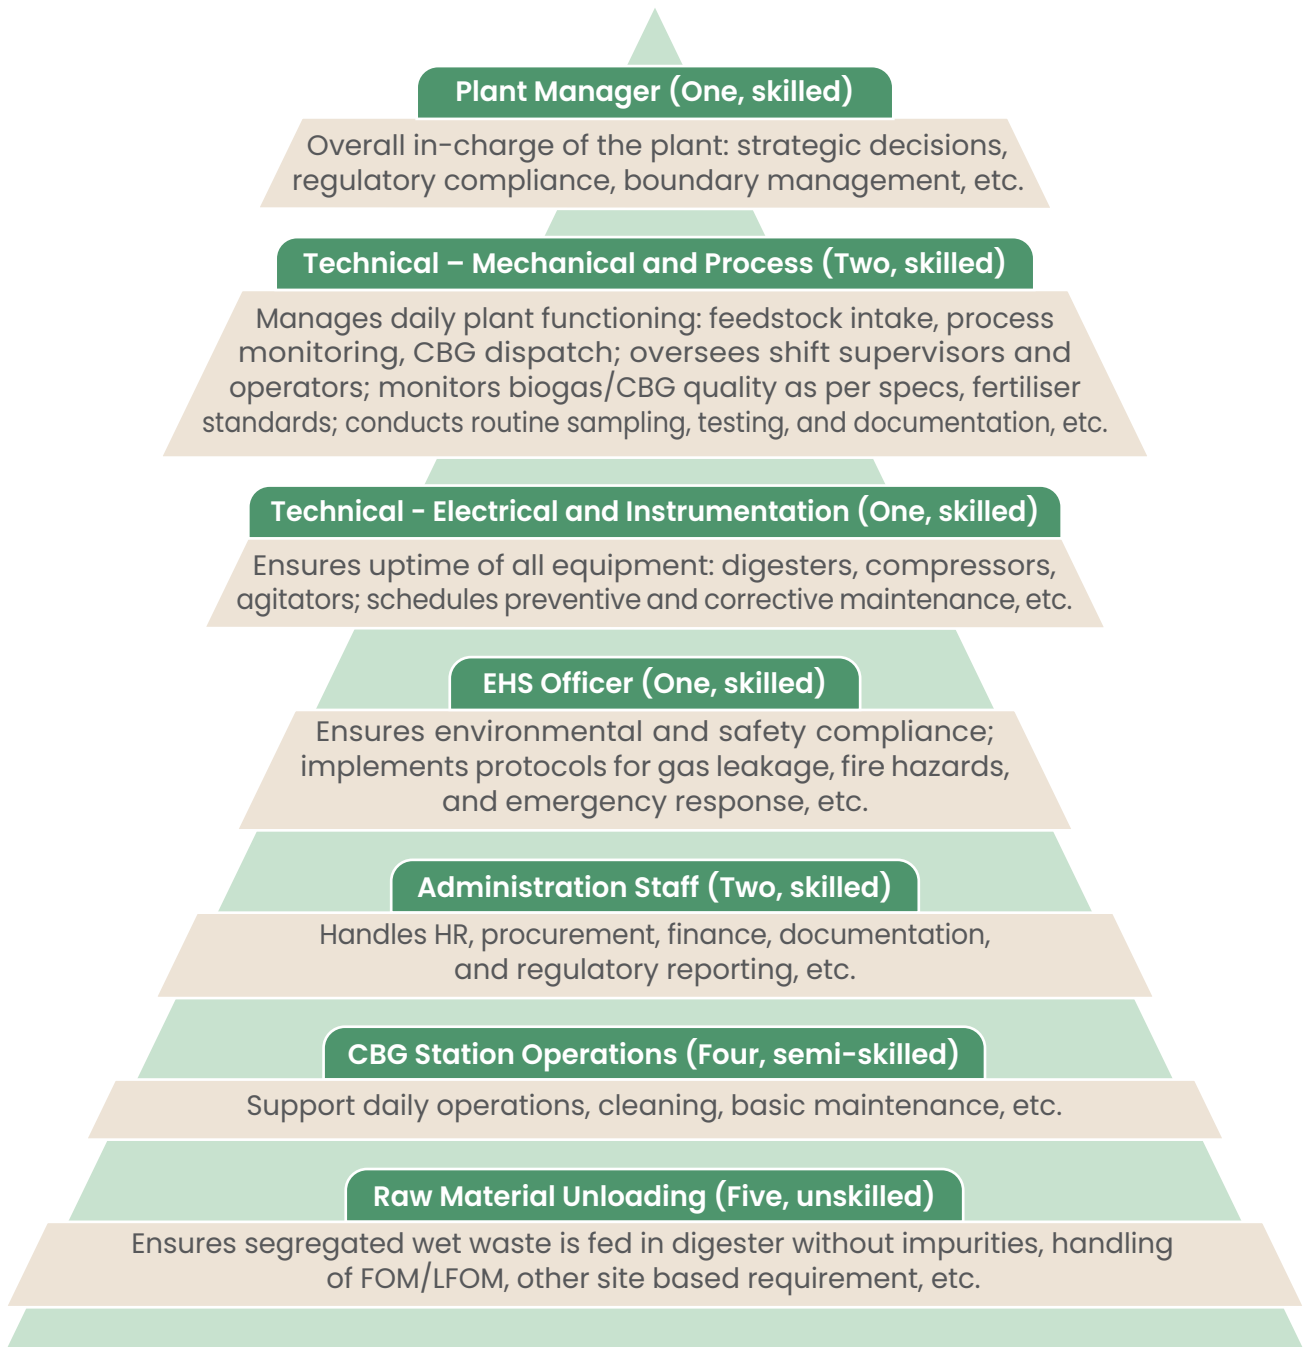 Plant Manager (One, skilled)
Overall in-charge of the plant: strategic decisions,
regulatory compliance, boundary management, etc.
Technical – Mechanical and Process (Two, skilled)
Manages daily plant functioning: feedstock intake, process
monitoring, CBG dispatch; oversees shift supervisors and
operators; monitors biogas/CBG quality as per specs, fertiliser
standards; conducts routine sampling, testing, and documentation, etc.
Technical - Electrical and Instrumentation (One, skilled)
Ensures uptime of all equipment: digesters, compressors,
agitators; schedules preventive and corrective maintenance, etc.
EHS Officer (One, skilled)
Ensures environmental and safety compliance;
implements protocols for gas leakage, fire hazards,
and emergency response, etc.
Administration Staff (Two, skilled)
Handles HR, procurement, finance, documentation,
and regulatory reporting, etc.
CBG Station Operations (Four, semi-skilled)
Support daily operations, cleaning, basic maintenance, etc.
Raw Material Unloading (Five, unskilled)
Ensures segregated wet waste is fed in digester without impurities, handling
of FOM/LFOM, other site based requirement, etc.